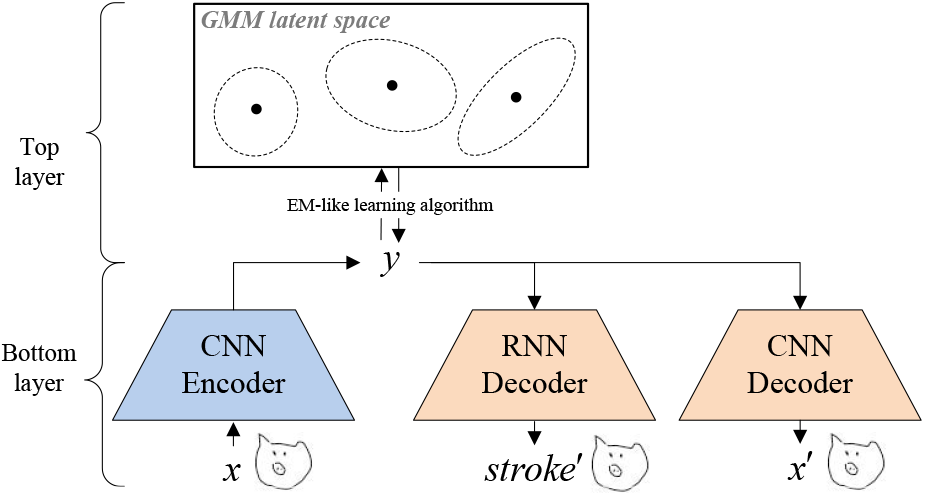 GMM latent space
Top
layer
EM-like learning algorithm
y
Bottom
layer
CNN
Encoder
RNN
Decoder
CNN
Decoder
x
stroke'
x'